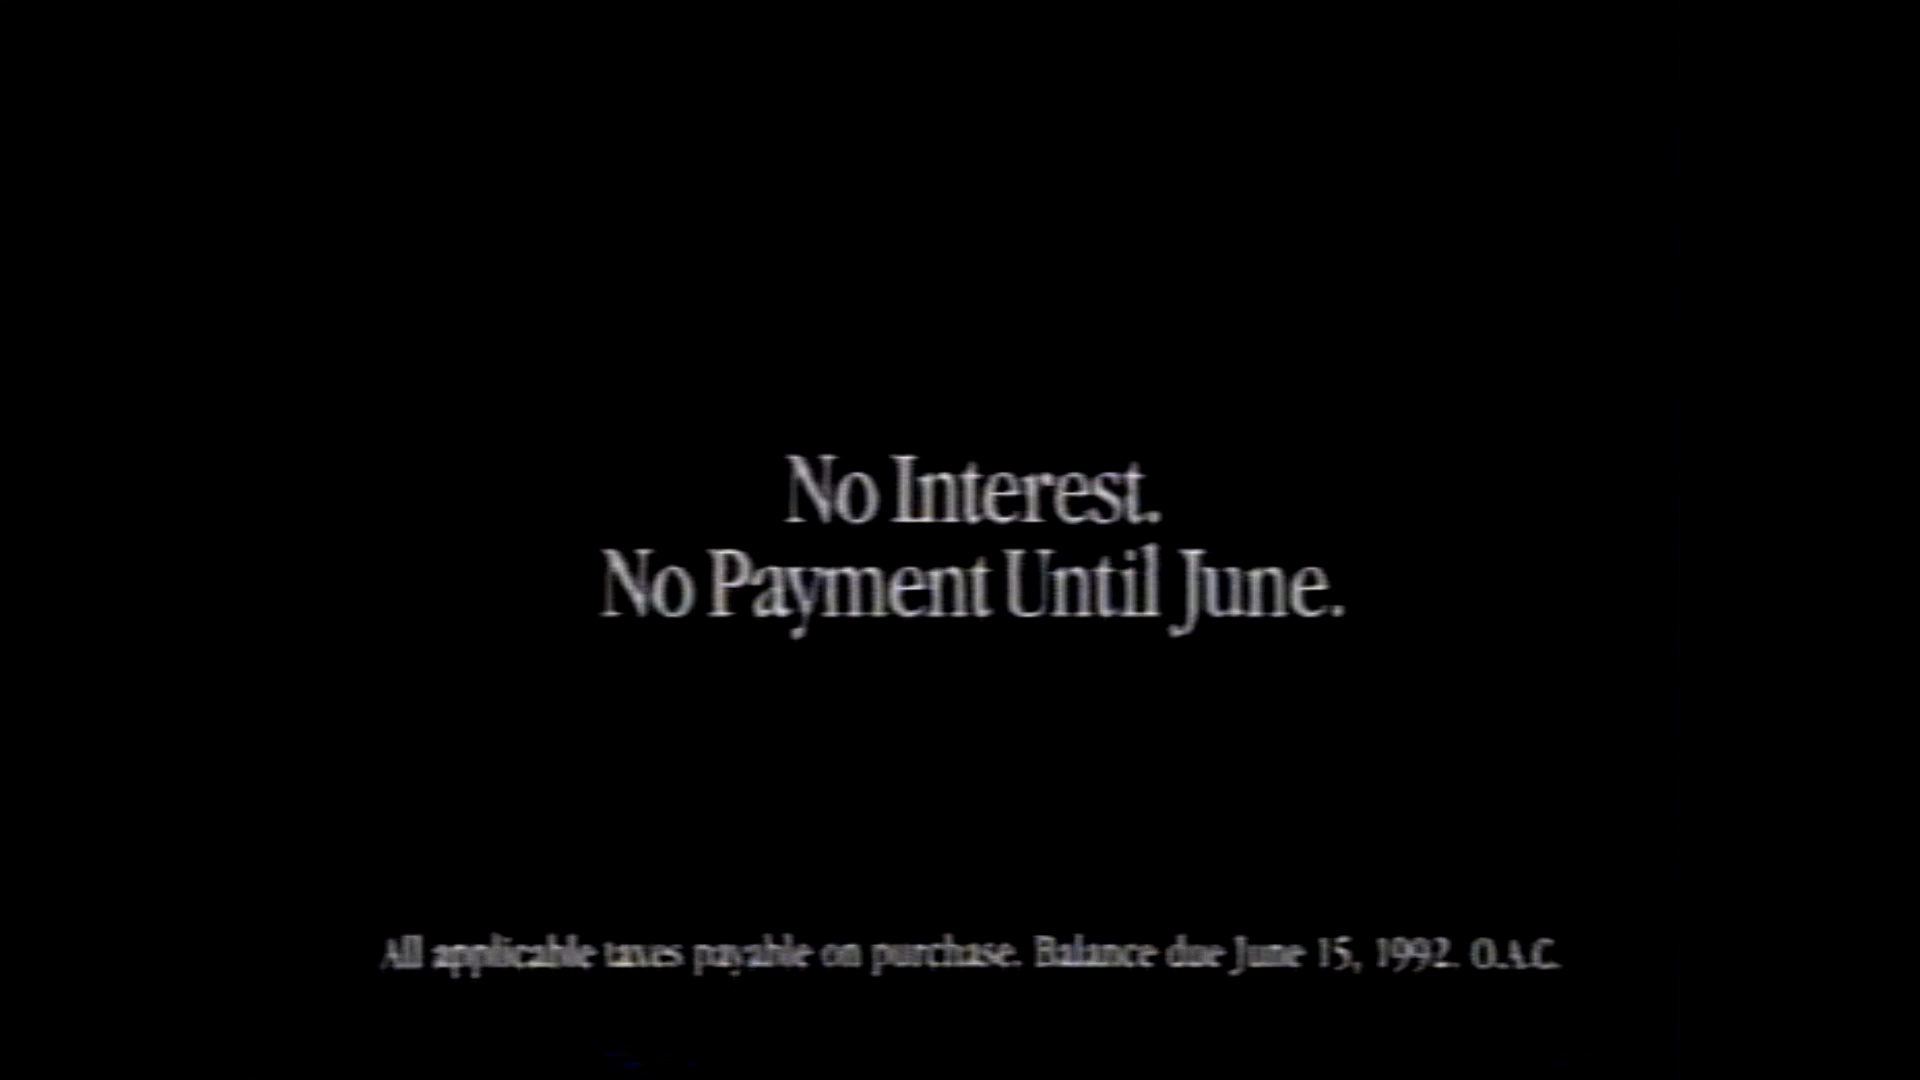 No Interest.
No Payment Until June.
All applicable taxes payable on purchase. Balance due June 15, 1992. O.A.C.